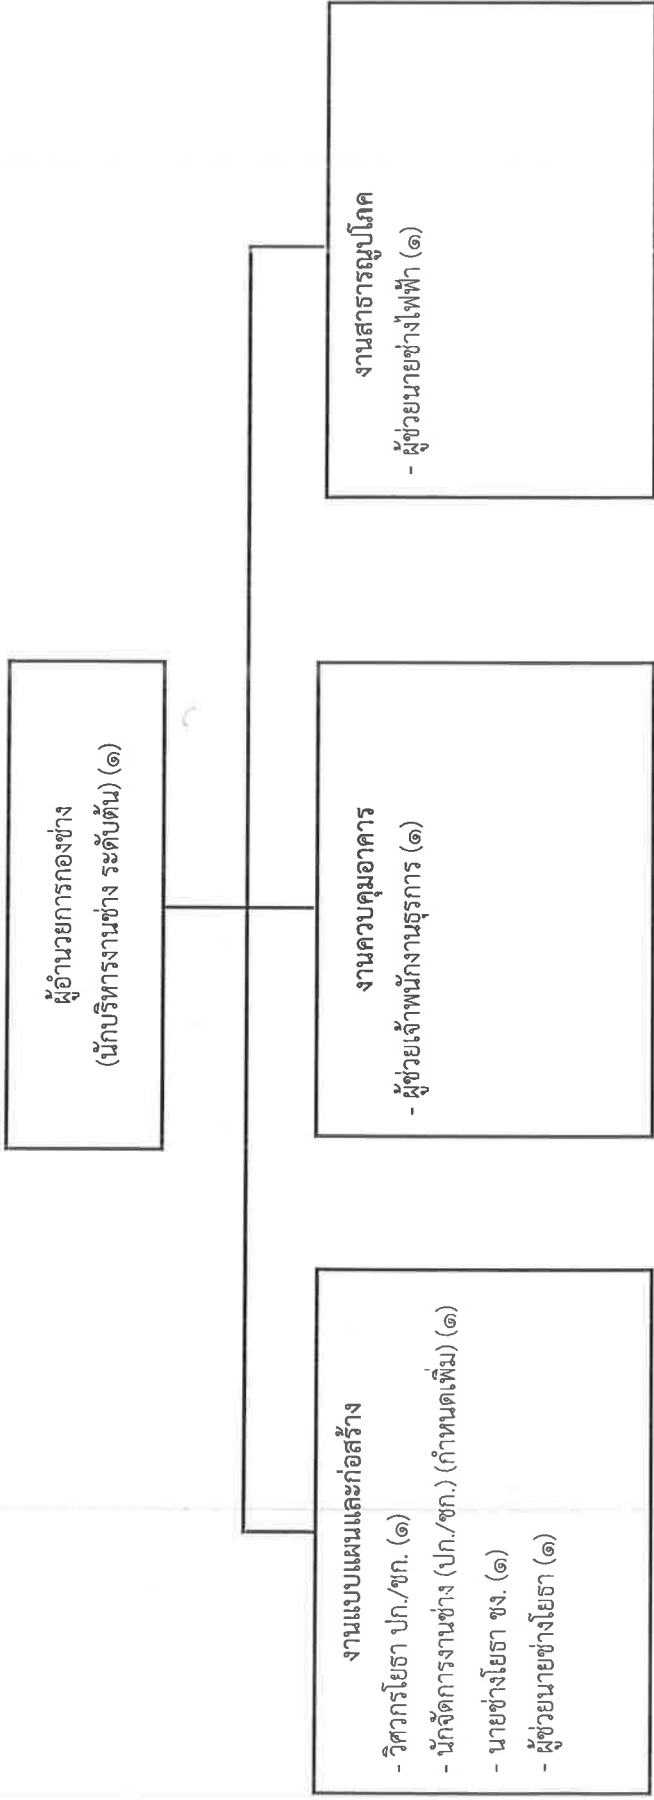 ผู้อำนวยการกองช่าง
(นักบริหารงานช่าง ระดับต้น) (๑)
งานแบบแผนและก่อสร้าง
- วิศวกรโยธา ปก./ชก. (๑)
- นักจัดการงานช่าง (ปก./ชก.) (กำหนดเพิ่ม) (๑)
- นายช่างโยธา ชง. (๑)
- ผู้ช่วยนายช่างโยธา (๑)
งานควบคุมอาคาร
- ผู้ช่วยเจ้าพนักงานธุรการ (๑)
งานสาธารณูปโภค
- ผู้ช่วยนายช่างไฟฟ้า (๑)